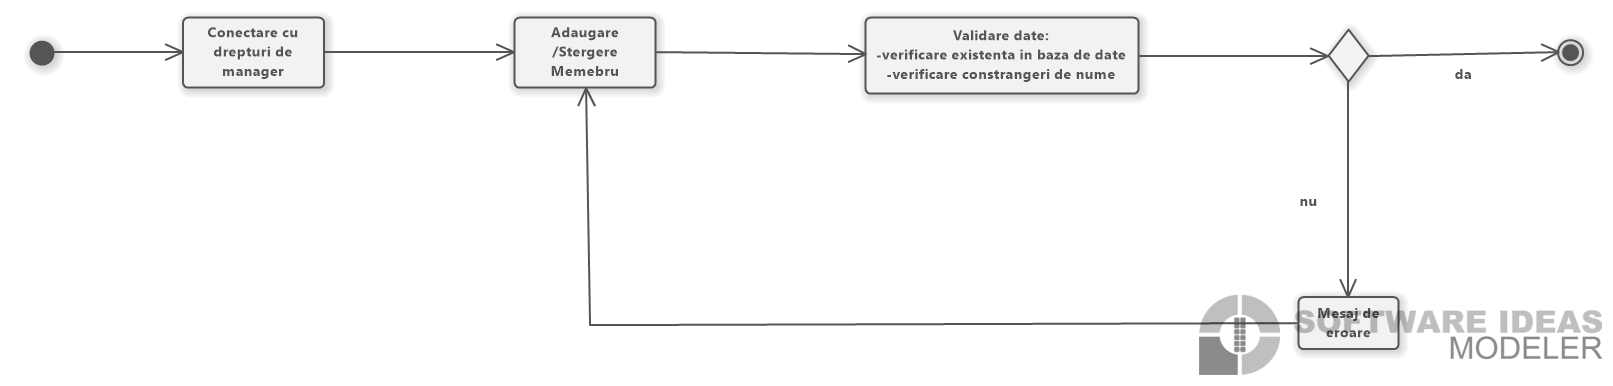 Conectare cu
drepturi de
manager
Adaugare
/Stergere
Memebru
Validare date:
-verificare existenta in baza de date
-verificare constrangeri de nume
da
nu
Mesaj de
eroare
SOFTWARE IDEAS
MODELER